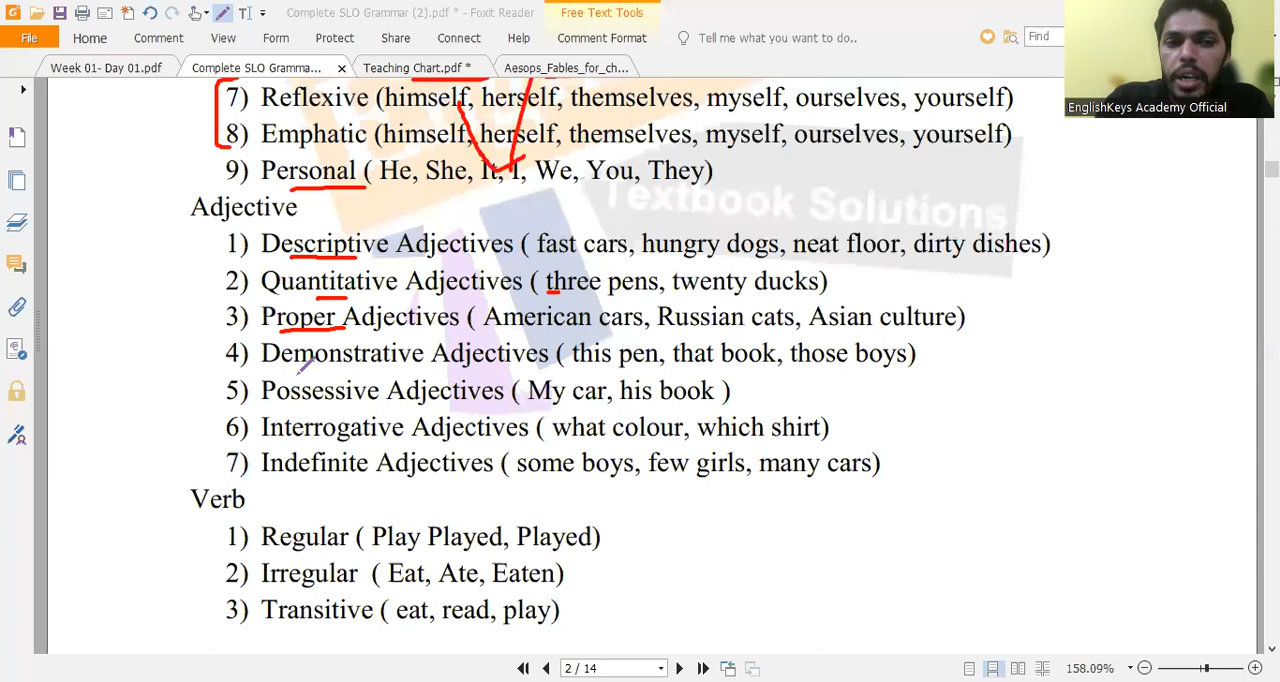 Complete SLO Grammar (2).pdf * - Foxit Reader
Free Text Tools
File Home Comment View Form Protect Share Connect Help Comment Format Tell me what you want to do.. Find
Week 01- Day 01.pdf Complete SLO Gramma... Teaching Chart.pdf * Aesops_Fables_for_ch...
EnglishKeys Academy Official
7) Reflexive (himself, herself, themselves, myself, ourselves, yourself)
8) Emphatic (himself, herself, themselves, myself, ourselves, yourself)
9) Personal ( He, She, It, I, We, You, They)
Textbook Solutions
Adjective
1) Descriptive Adjectives ( fast cars, hungry dogs, neat floor, dirty dishes)
2) Quantitative Adjectives ( three pens, twenty ducks)
3) Proper Adjectives ( American cars, Russian cats, Asian culture)
4) Demonstrative Adjectives ( this pen, that book, those boys)
5) Possessive Adjectives ( My car, his book )
6) Interrogative Adjectives ( what colour, which shirt)
7) Indefinite Adjectives ( some boys, few girls, many cars)
Verb
1) Regular ( Play Played, Played)
2) Irregular ( Eat, Ate, Eaten)
3) Transitive ( eat, read, play)
2 / 14
158.09%